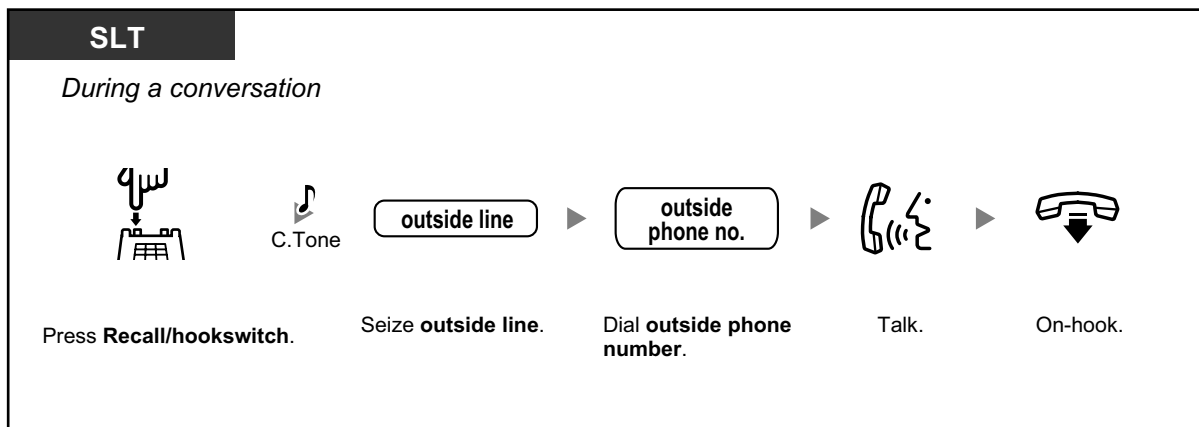 SLT
During a conversation
C.Tone
outside line
outside
phone no.
Press Recall/hookswitch.
Seize outside line.
Dial outside phone
number.
Talk.
On-hook.